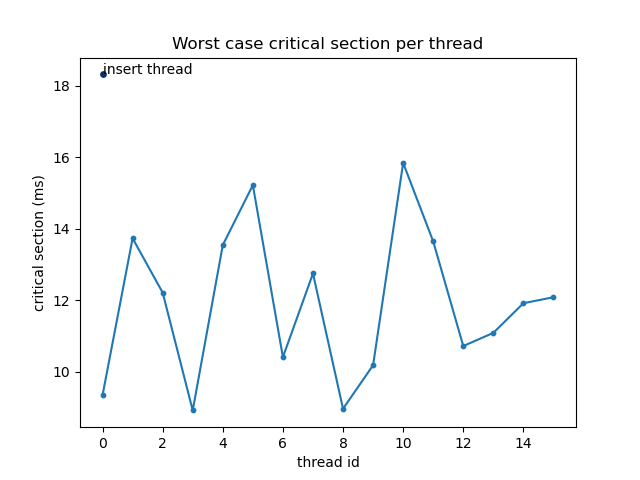 Worst case critical section per thread
insert thread
18
16
14
12
10
critical section (ms)
0 2 4 6 8 10 12 14
thread id